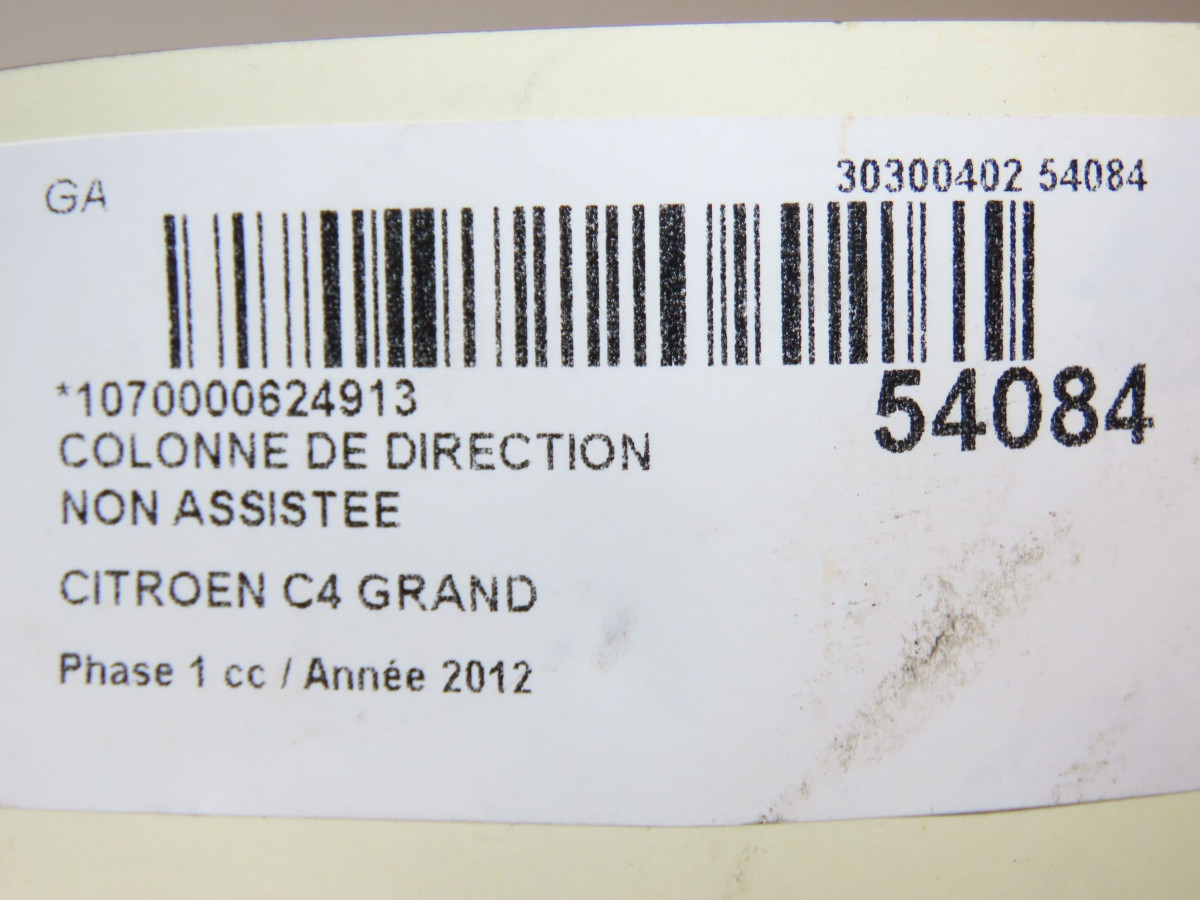 GA
30300402 54084
*1070000624913
54084
COLONNE DE DIRECTION
NON ASSISTEE
CITROEN C4 GRAND
Phase 1 cc / Année 2012